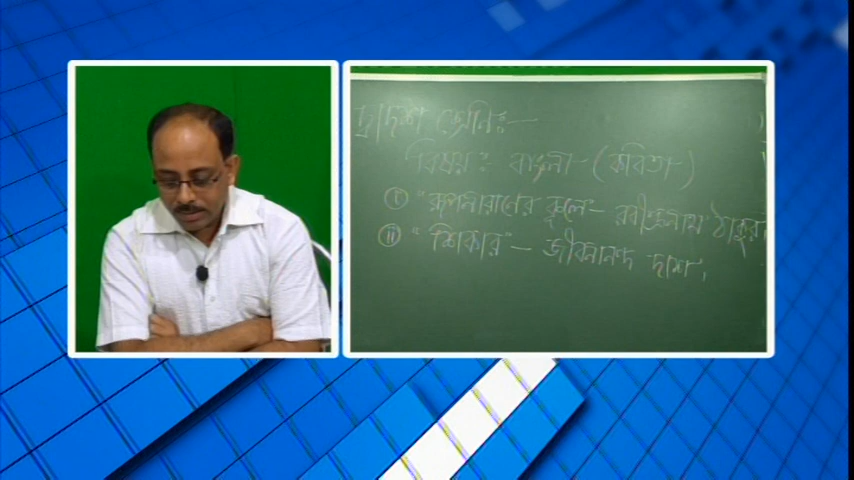 দ্বাদশ শ্রেণিঃ—
বিষয়ঃ বাংলা - (কবিতা)
(i) "রূপনারাণের কূলে - রবীন্দ্রনাথ ঠাকুর।
(ii) "শিকার" - জীবনানন্দ দাশ,